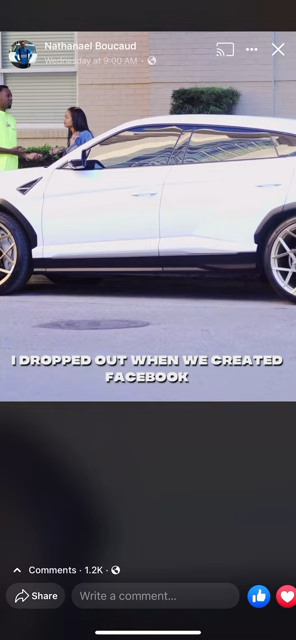 Nathanael Boucaud
Wednesday at 9:00 AM ·
I DROPPED OUT WHEN WE CREATED
FACEBOOK
Comments · 1.2K ·
Share
Write a comment...